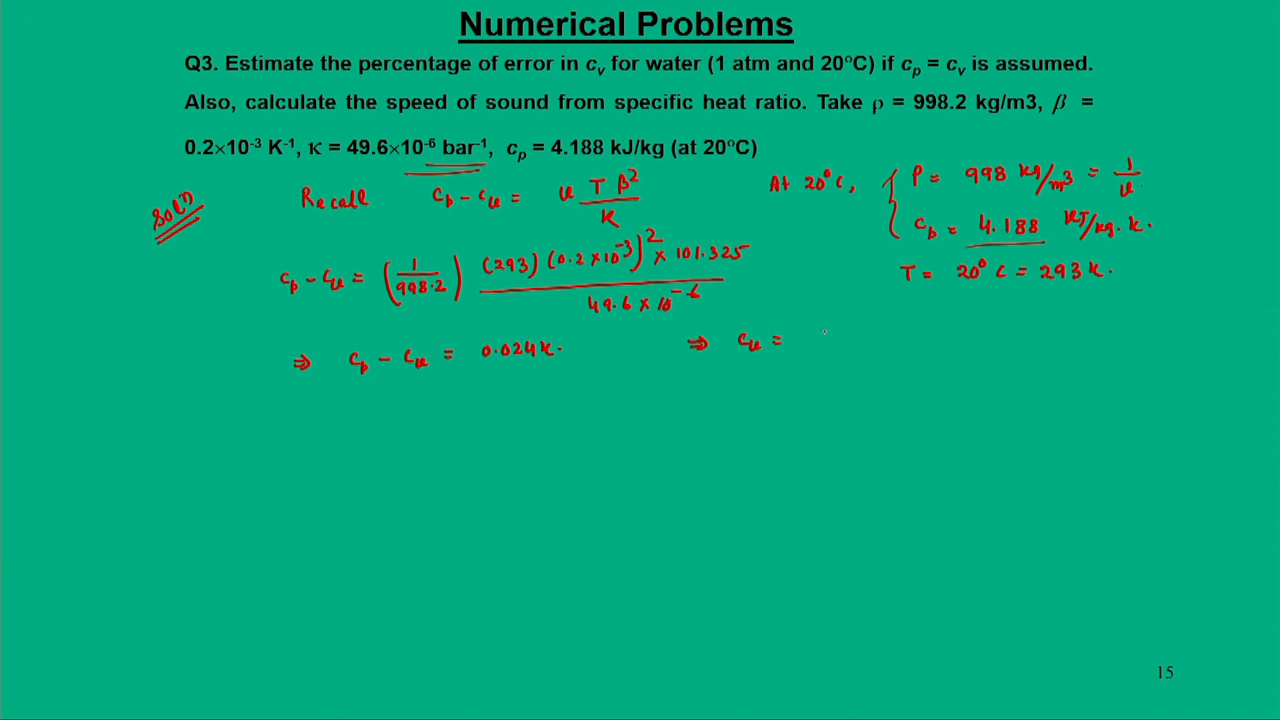 Numerical Problems
Q3. Estimate the percentage of error in cv for water (1 atm and 20°C) if cp = cv is assumed.
Also, calculate the speed of sound from specific heat ratio. Take ρ = 998.2 kg/m3, β =
0.2×10⁻³ K⁻¹, κ = 49.6×10⁻⁶ bar⁻¹, cp = 4.188 kJ/kg (at 20°C)
Sol'n Recall Cp - Cv = v T β² / K At 20°C, { ρ = 998 kg/m3 = 1/v
Cp = 4.188 KJ/kg.K.
Cp - Cv = (1/998.2) (293) (0.2 × 10⁻³)² × 101.325 / 49.6 × 10⁻⁶ T = 20°C = 293 K.
⇒ Cp - Cv = 0.024 K. ⇒ Cv =
15